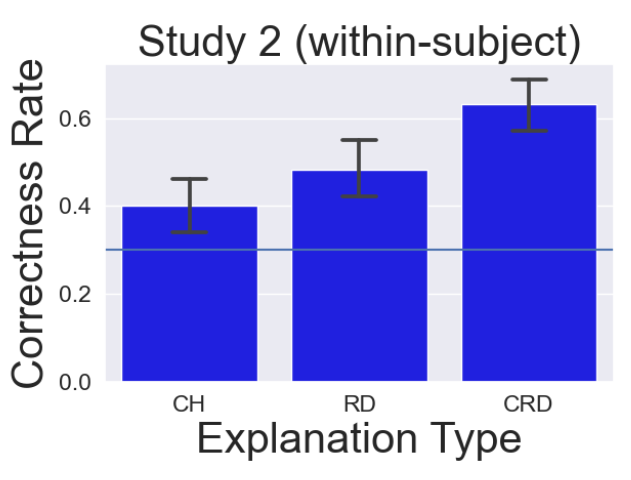 Study 2 (within-subject)
Correctness Rate
0.6
0.4
0.2
0.0
CH RD CRD
Explanation Type